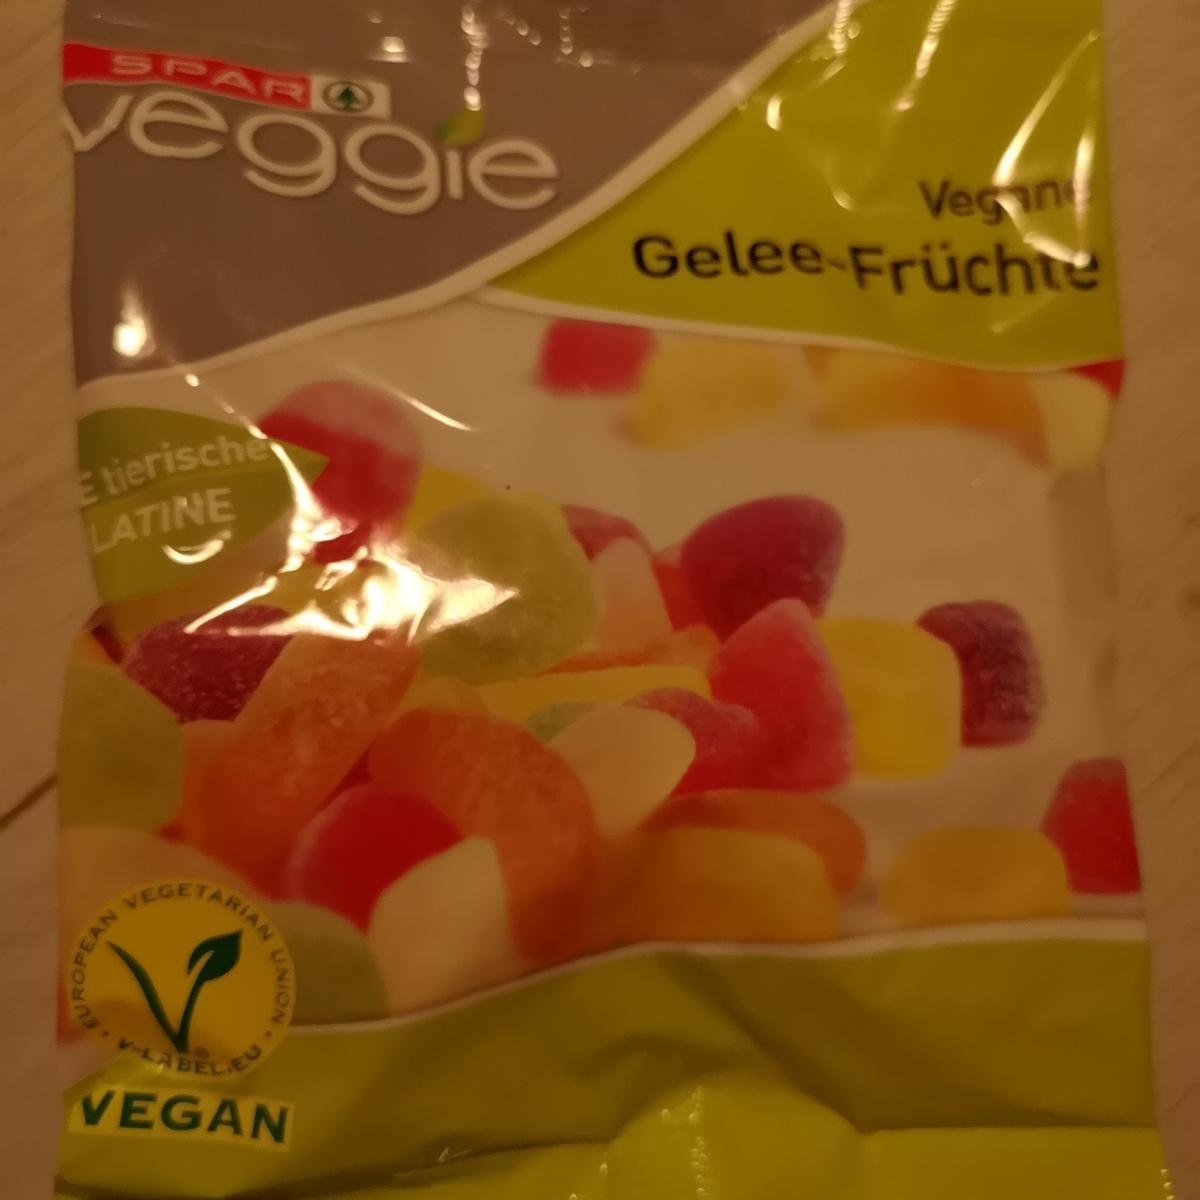 SPAR
veggie
Vegane
Gelee-Früchte
E tierische
LATINE
EUROPEAN VEGETARIAN UNION
V-LABEL.EU
VEGAN